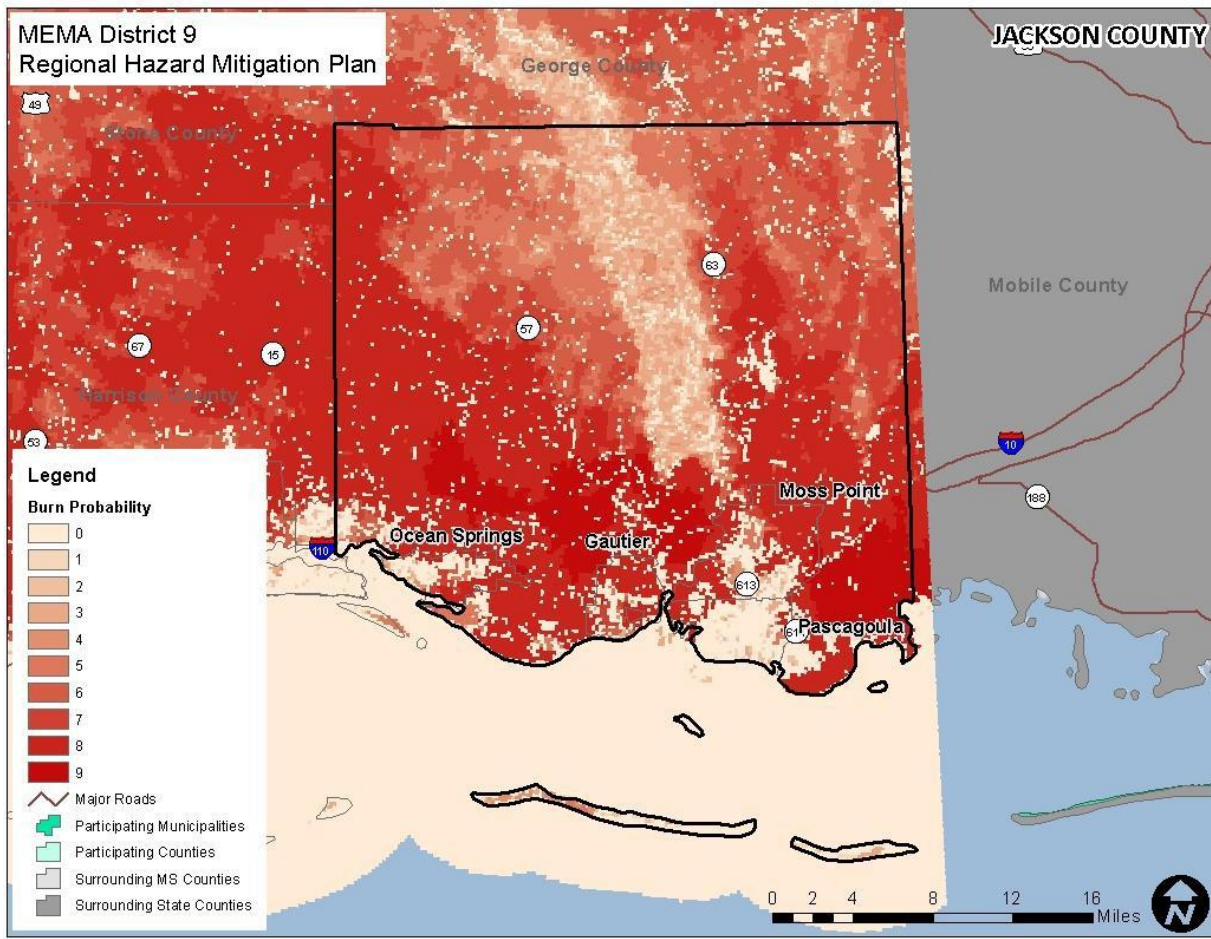 MEMA District 9
Regional Hazard Mitigation Plan
JACKSON COUNTY
George County
49
Stone County
63
Mobile County
57
67
15
Harrison County
53
10
188
Moss Point
Ocean Springs
Gautier
110
613
Pascagoula
Legend
Burn Probability
0
1
2
3
4
5
6
7
8
9
Major Roads
Participating Municipalities
Participating Counties
Surrounding MS Counties
Surrounding State Counties
0 2 4 8 12 16
Miles
N